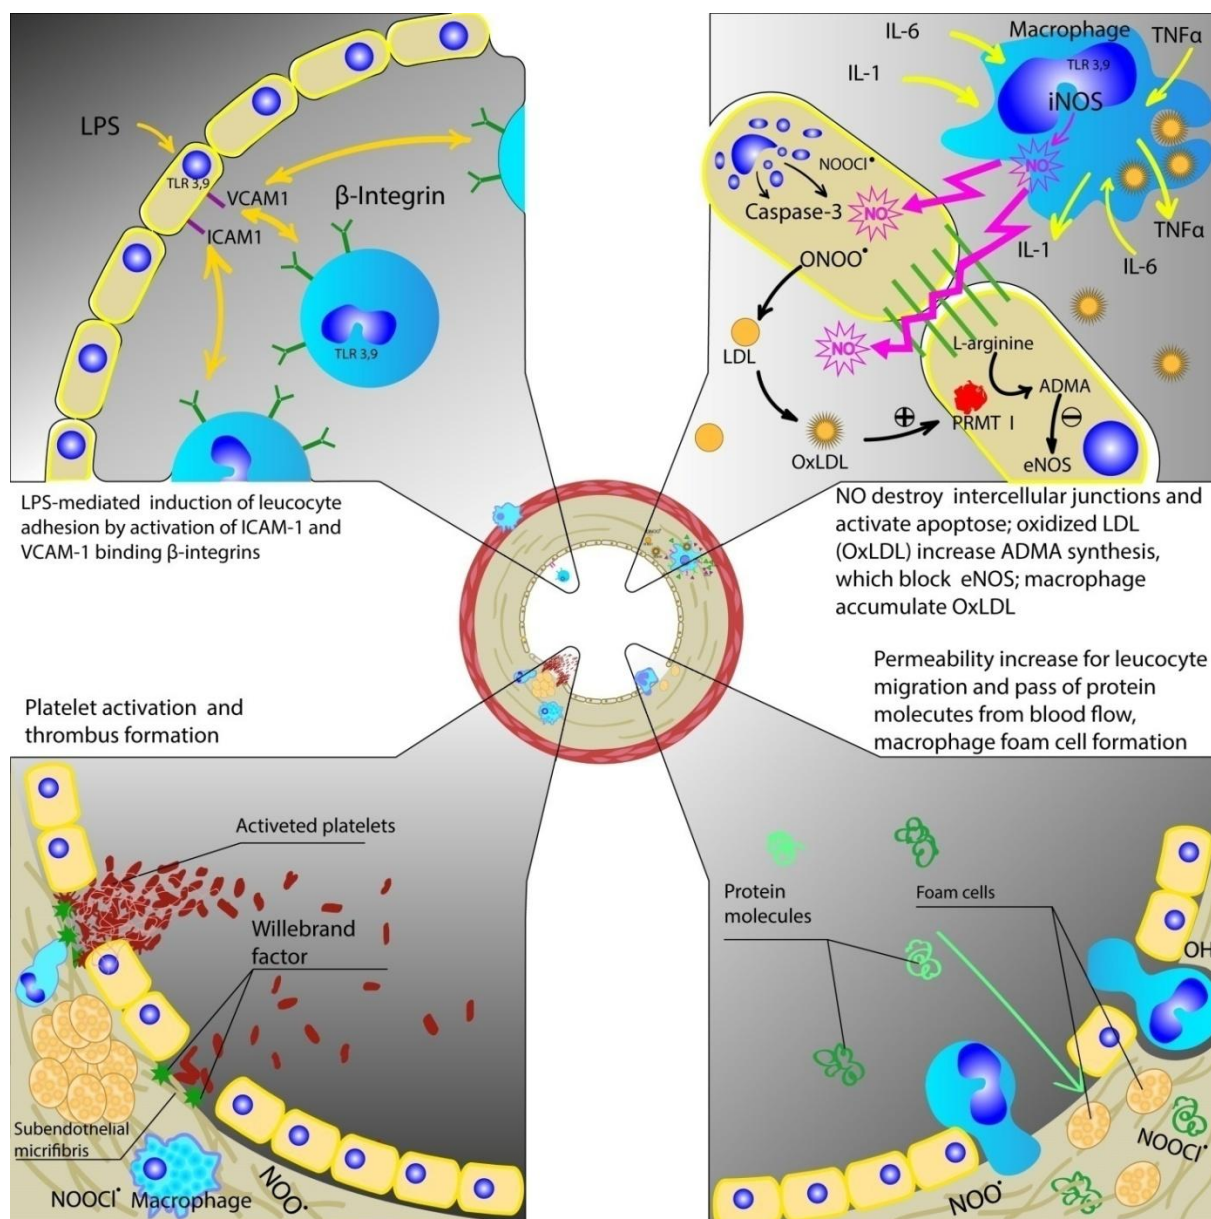 LPS
TLR 3,9
VCAM1
ICAM1
β-Integrin
TLR 3,9
LPS-mediated induction of leucocyte
adhesion by activation of ICAM-1 and
VCAM-1 binding β-integrins
IL-6
Macrophage
TNFα
IL-1
TLR 3,9
iNOS
NO
NOOCl•
Caspase-3
NO
ONOO•
IL-1
IL-6
TNFα
LDL
NO
L-arginine
ADMA
PRMT I
OxLDL
eNOS
NO destroy intercellular junctions and
activate apoptose; oxidized LDL
(OxLDL) increase ADMA synthesis,
which block eNOS; macrophage
accumulate OxLDL
Platelet activation and
thrombus formation
Activeted platelets
Willebrand
factor
Subendothelial
micrifibris
NOOCl• Macrophage
NOO•
Permeability increase for leucocyte
migration and pass of protein
molecutes from blood flow,
macrophage foam cell formation
Protein
molecules
Foam cells
OH
NOOCl•
NOO•